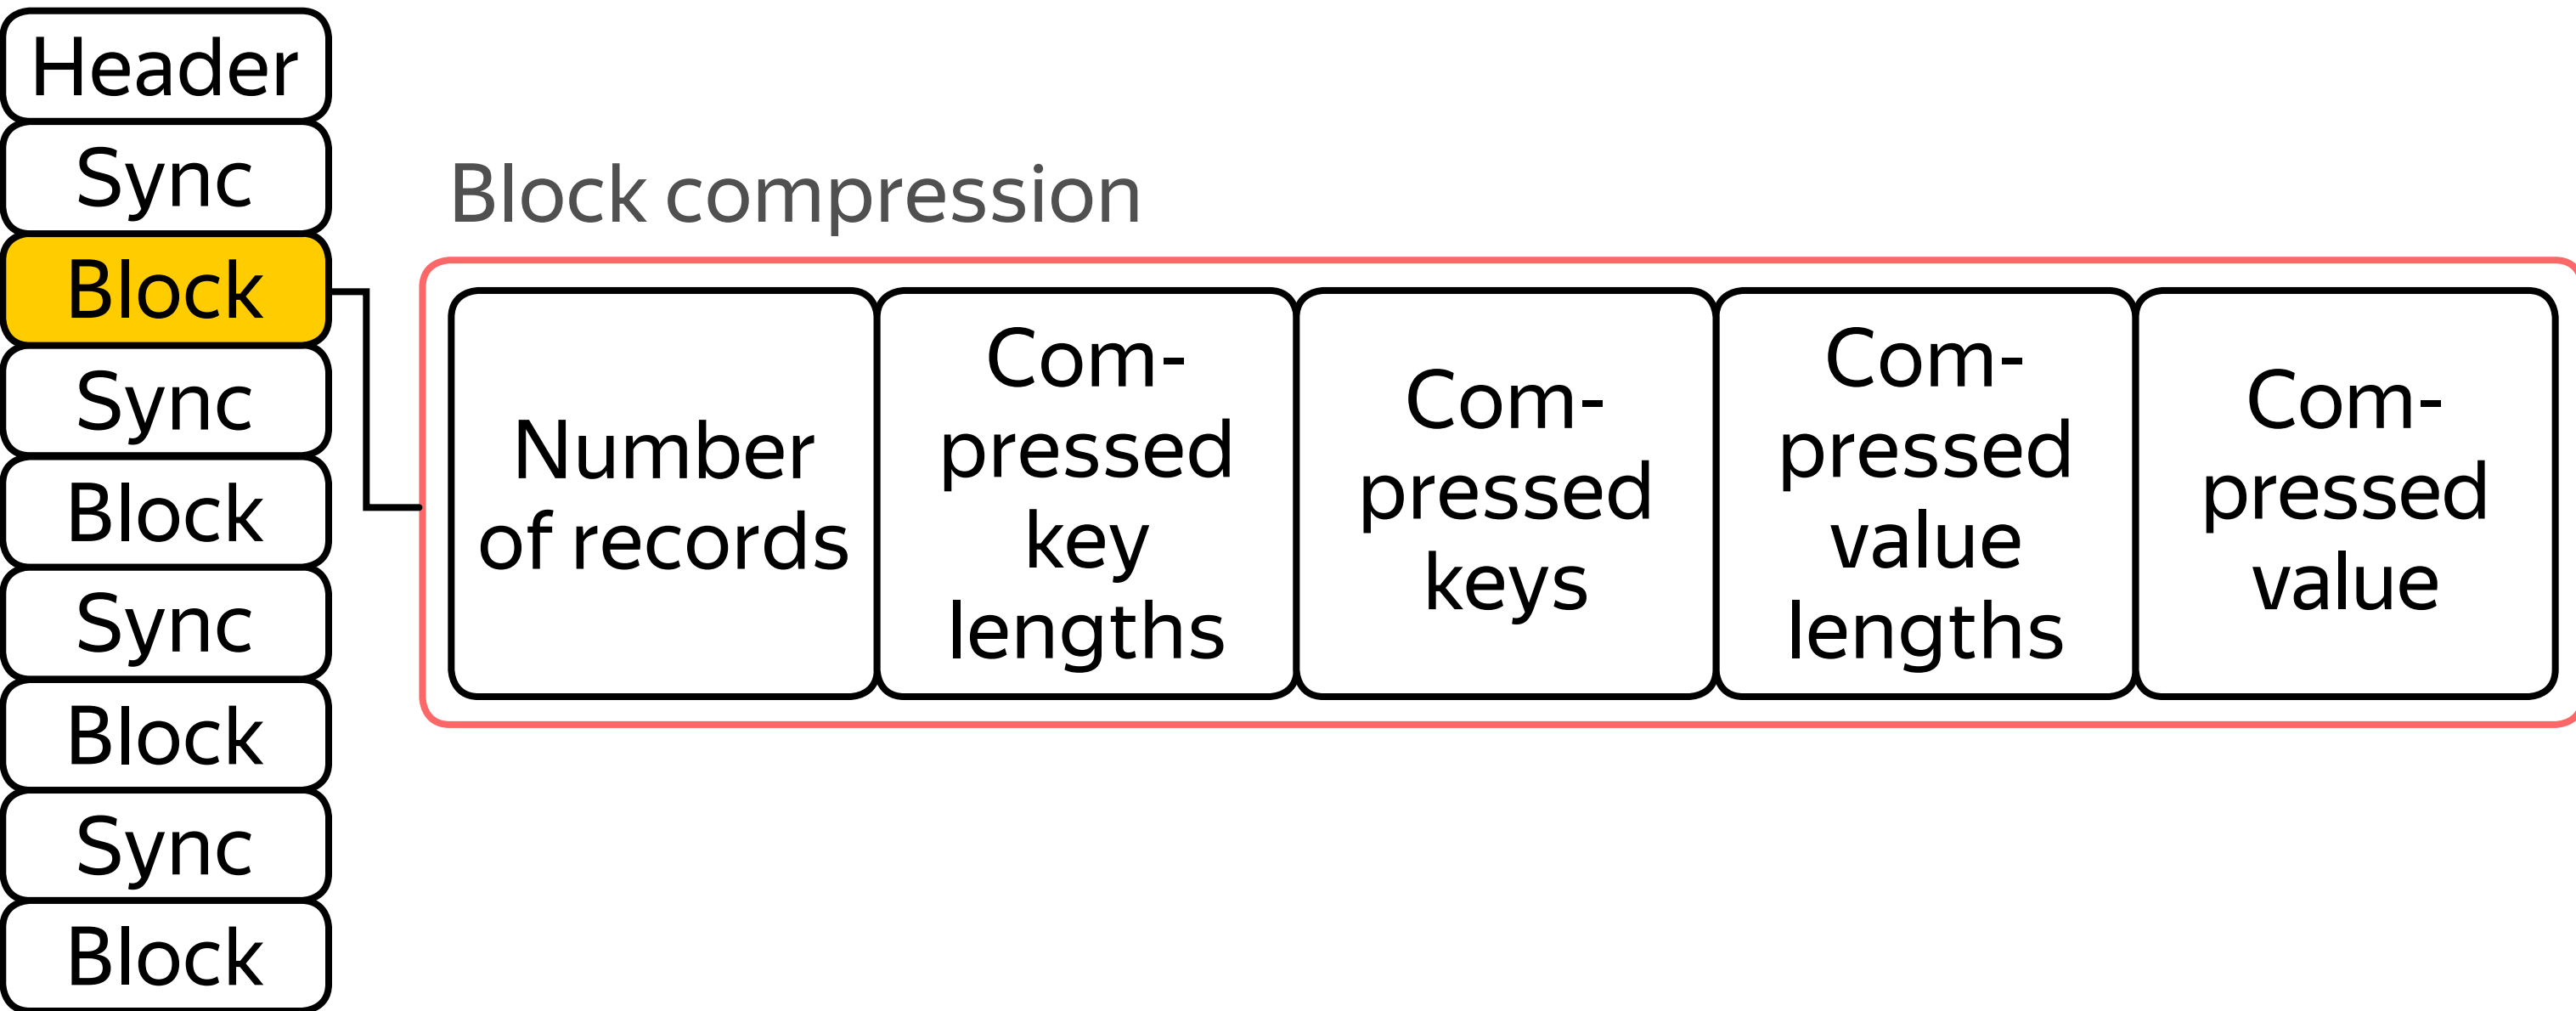 Header
Sync
Block
Sync
Block
Sync
Block
Sync
Block
Block compression
Number
of records
Com-
pressed
key
lengths
Com-
pressed
keys
Com-
pressed
value
lengths
Com-
pressed
value